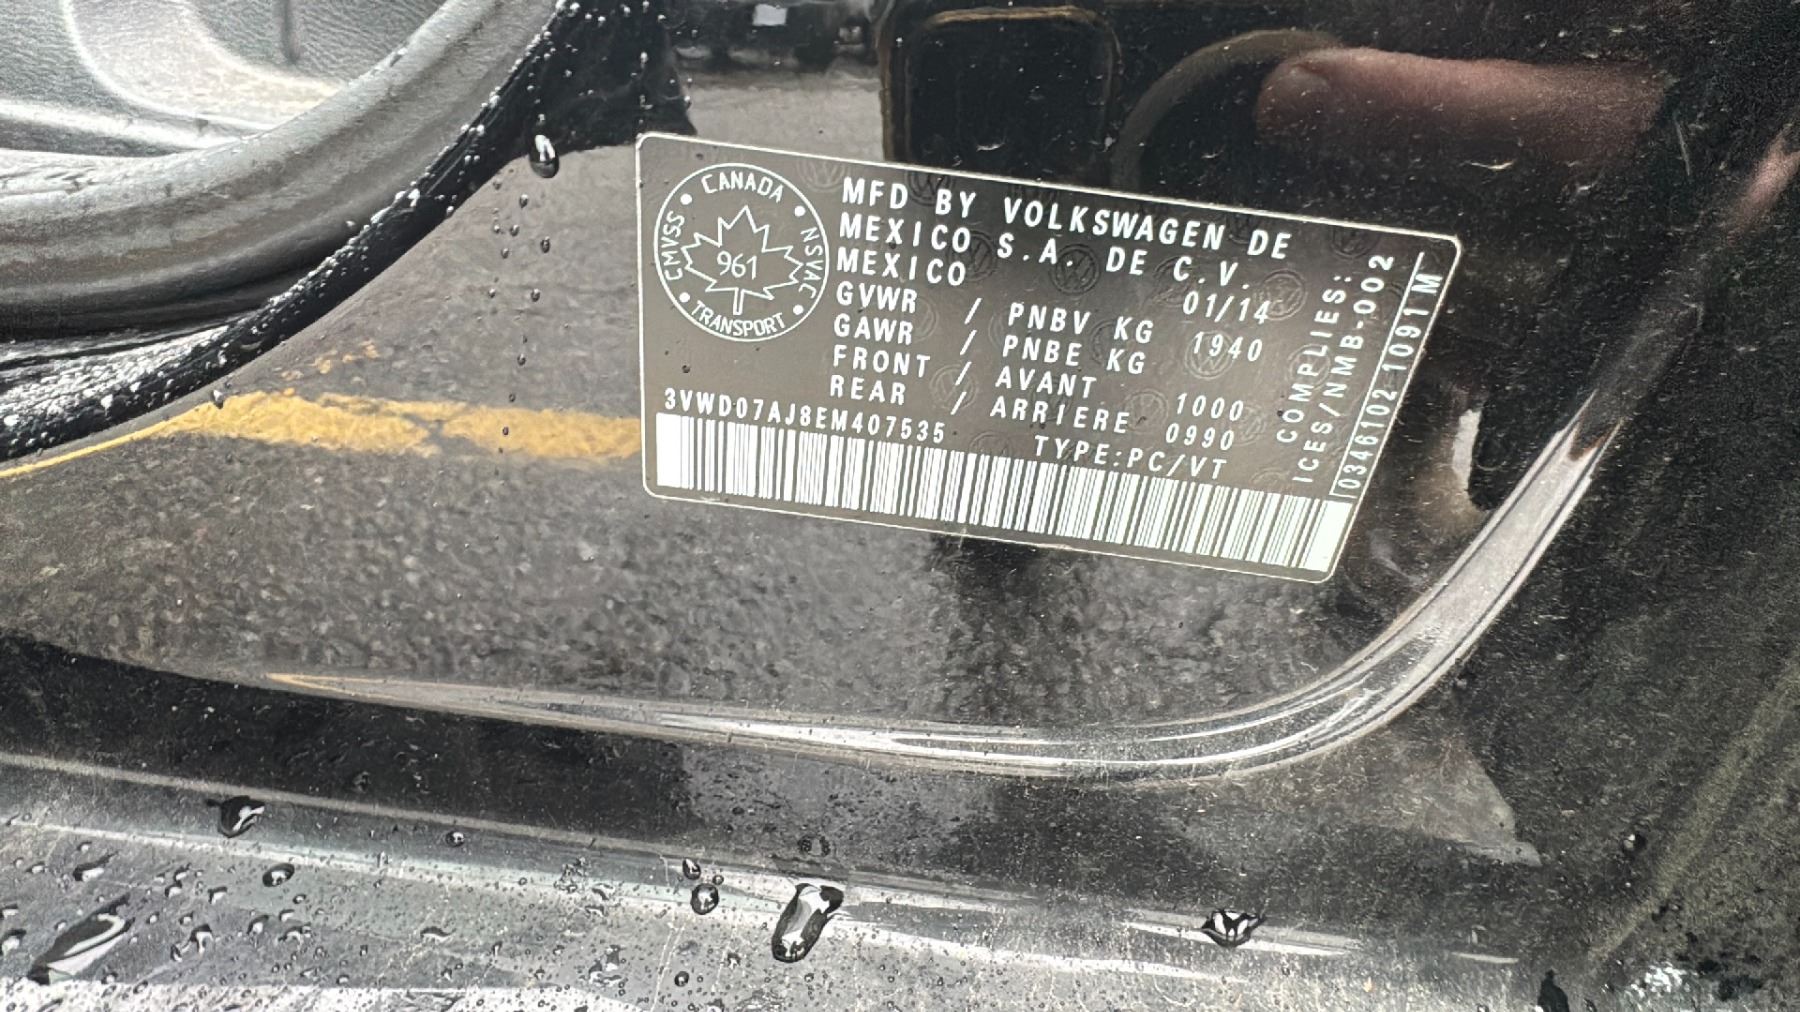 CANADA
CMVSS
NSVAC
961
TRANSPORT
MFD BY VOLKSWAGEN DE
MEXICO S.A. DE C.V.
MEXICO 01/14
GVWR / PNBV KG 1940
GAWR / PNBE KG
FRONT / AVANT 1000
REAR / ARRIERE 0990
3VWD07AJ8EM407535 TYPE:PC/VT
COMPLIES:
ICES/NMB-002
0346102-1091 M